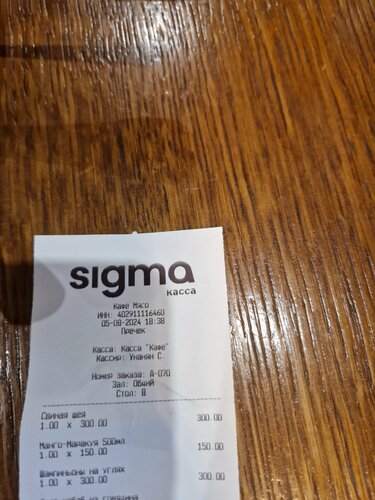 sigma
касса
Кафе Мясо
ИНН: 402911116460
05-08-2024 18:38
Пречек
Касса: Касса "Кафе"
Кассир: Унанян С.
Номер заказа: А-070
Зал: Общий
Стол: 8
Свиная шея
1.00 X 300.00 300.00
Манго-Маракуя 500мл
1.00 X 150.00 150.00
Шампиньоны на углях
1.00 X 300.00 300.00